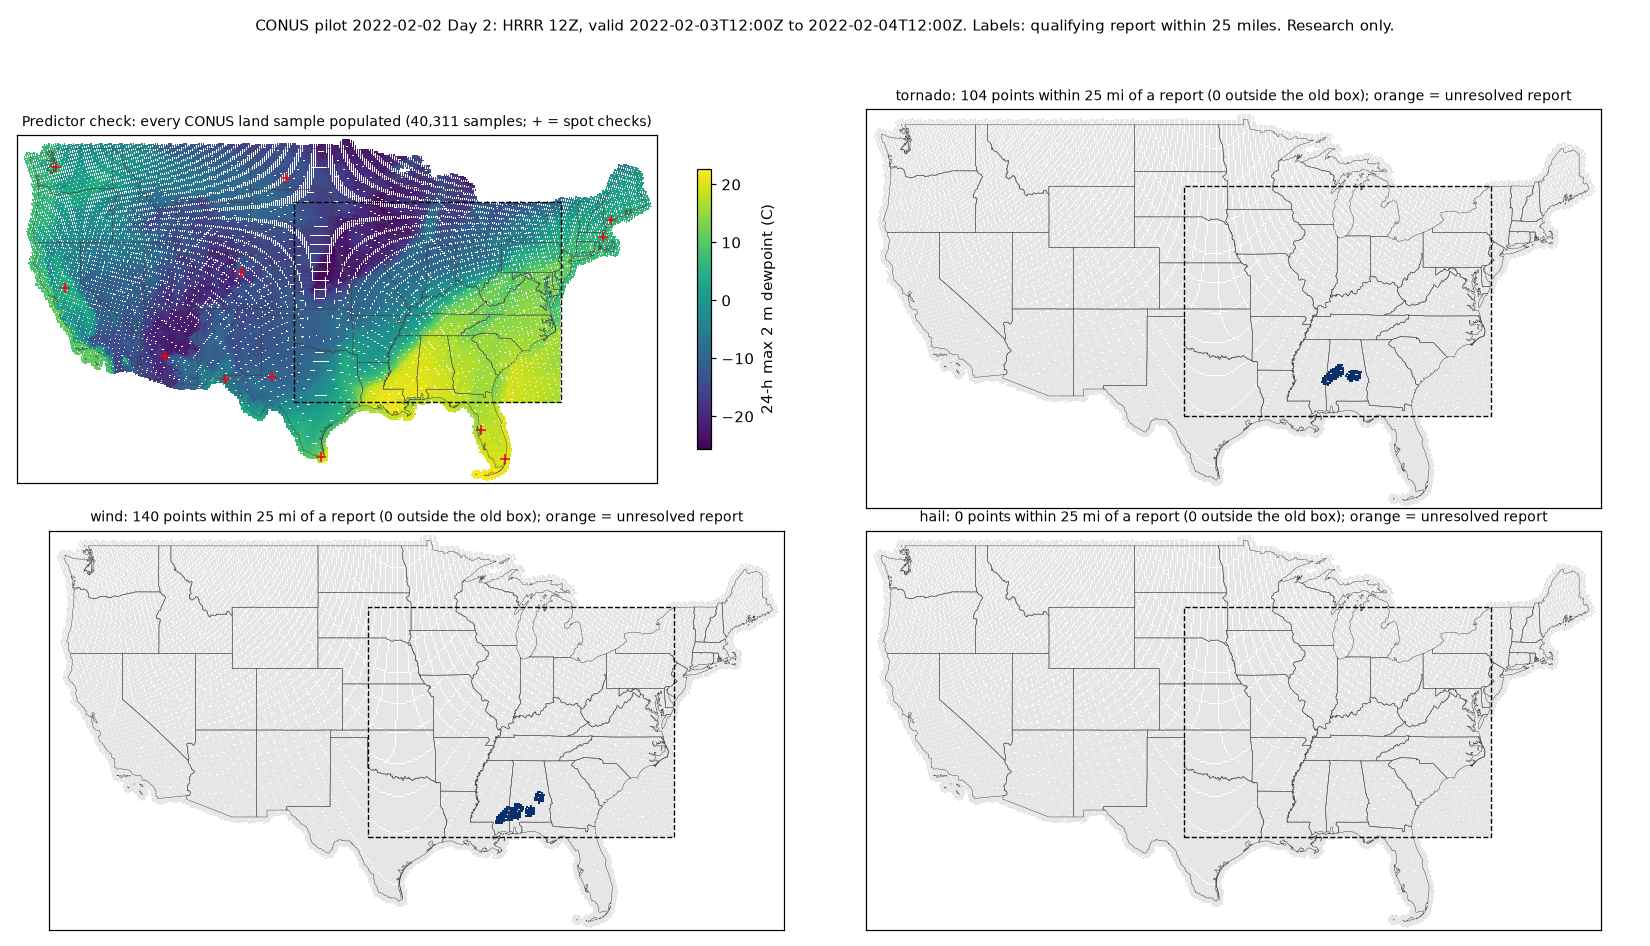 CONUS pilot 2022-02-02 Day 2: HRRR 12Z, valid 2022-02-03T12:00Z to 2022-02-04T12:00Z. Labels: qualifying report within 25 miles. Research only.
Predictor check: every CONUS land sample populated (40,311 samples; + = spot checks)
20
10
0
−10
−20
24-h max 2 m dewpoint (C)
tornado: 104 points within 25 mi of a report (0 outside the old box); orange = unresolved report
wind: 140 points within 25 mi of a report (0 outside the old box); orange = unresolved report
hail: 0 points within 25 mi of a report (0 outside the old box); orange = unresolved report